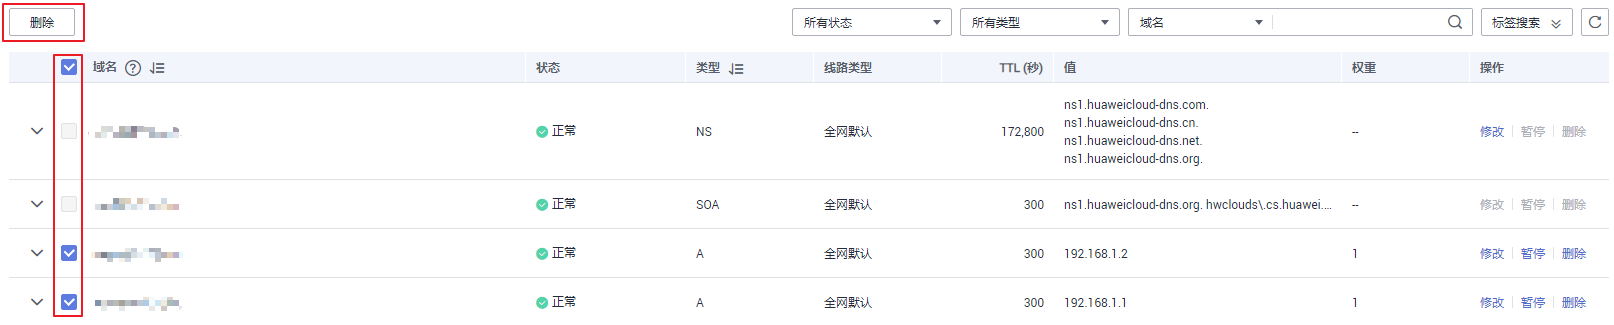 删除
所有状态 所有类型 域名 标签搜索
域名 状态 类型 线路类型 TTL (秒) 值 权重 操作
正常 NS 全网默认 172,800 ns1.huaweicloud-dns.com. -- 修改 暂停 删除
ns1.huaweicloud-dns.cn.
ns1.huaweicloud-dns.net.
ns1.huaweicloud-dns.org.
正常 SOA 全网默认 300 ns1.huaweicloud-dns.org. hwclouds\.cs.huawei.... -- 修改 暂停 删除
正常 A 全网默认 300 192.168.1.2 1 修改 暂停 删除
正常 A 全网默认 300 192.168.1.1 1 修改 暂停 删除